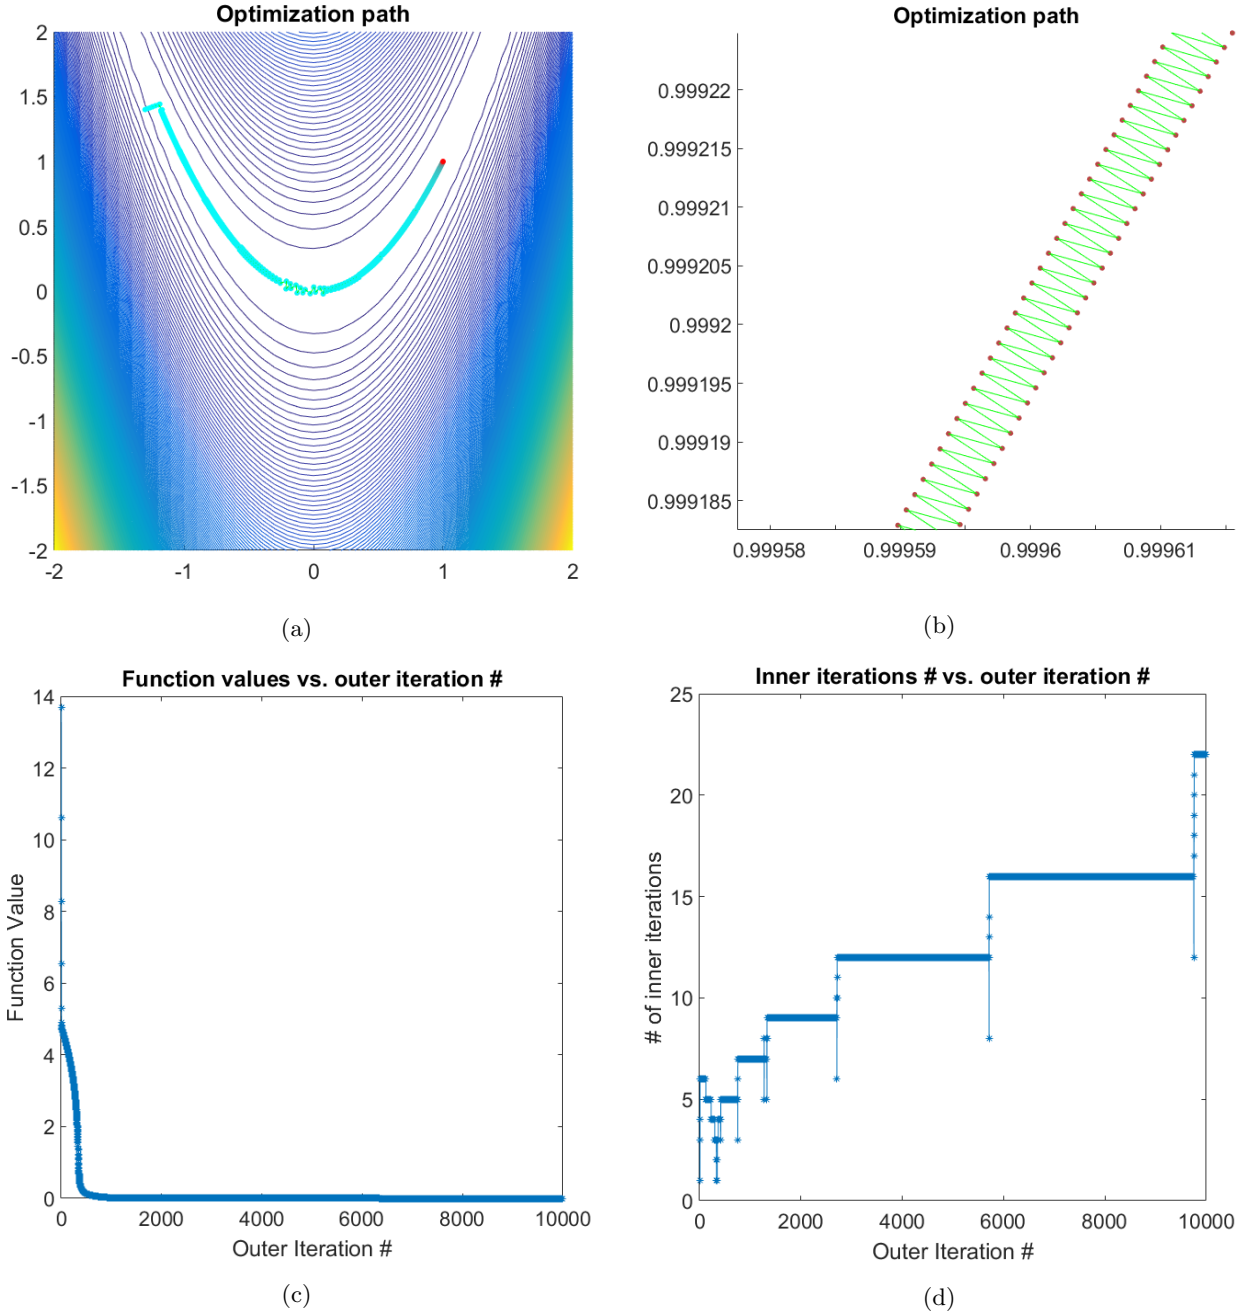 Optimization path
2
1.5
1
0.5
0
-0.5
-1
-1.5
-2
-2 -1 0 1 2
(a)
Optimization path
0.99922
0.999215
0.99921
0.999205
0.9992
0.999195
0.99919
0.999185
0.99958 0.99959 0.9996 0.99961
(b)
Function values vs. outer iteration #
14
12
10
8
6
4
2
0
Function Value
0 2000 4000 6000 8000 10000
Outer Iteration #
(c)
Inner iterations # vs. outer iteration #
25
20
15
10
5
0
# of inner iterations
0 2000 4000 6000 8000 10000
Outer Iteration #
(d)